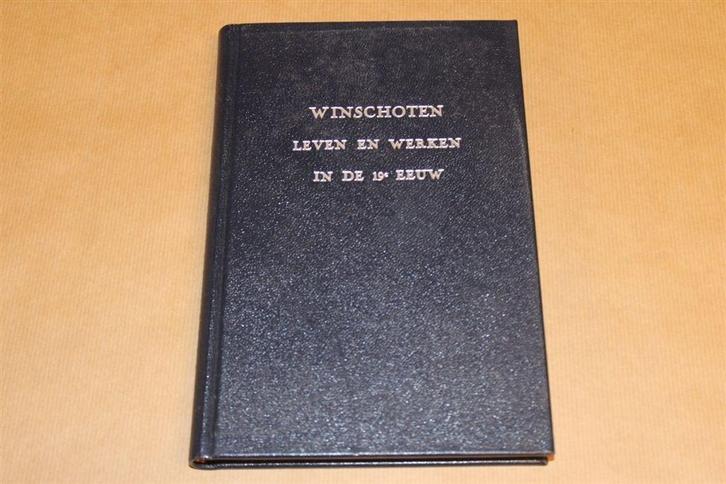 WINSCHOTEN
LEVEN EN WERKEN
IN DE 19e EEUW